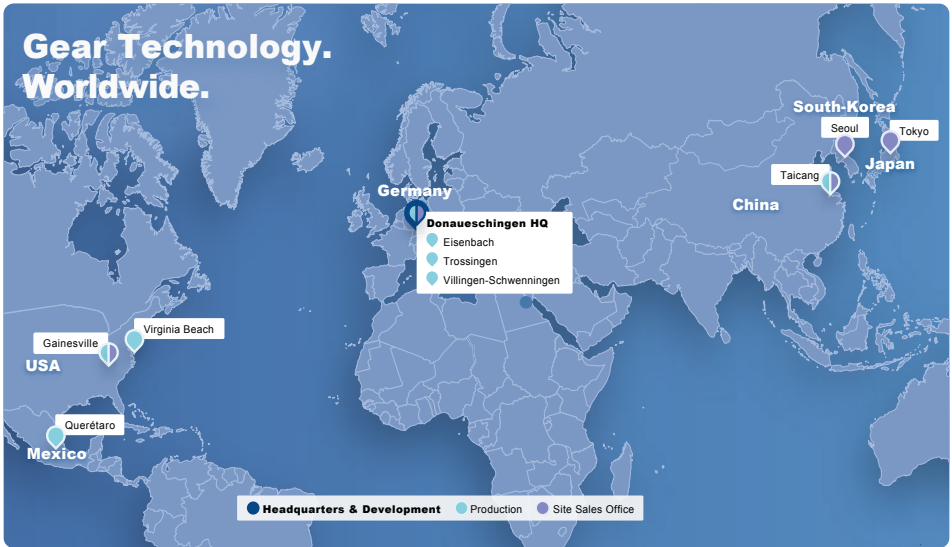 Gear Technology.
Worldwide.
South-Korea
Seoul
Tokyo
Japan
Taicang
China
Germany
Donaueschingen HQ
Eisenbach
Trossingen
Villingen-Schwenningen
Virginia Beach
Gainesville
USA
Querétaro
Mexico
Headquarters & Development Production Site Sales Office